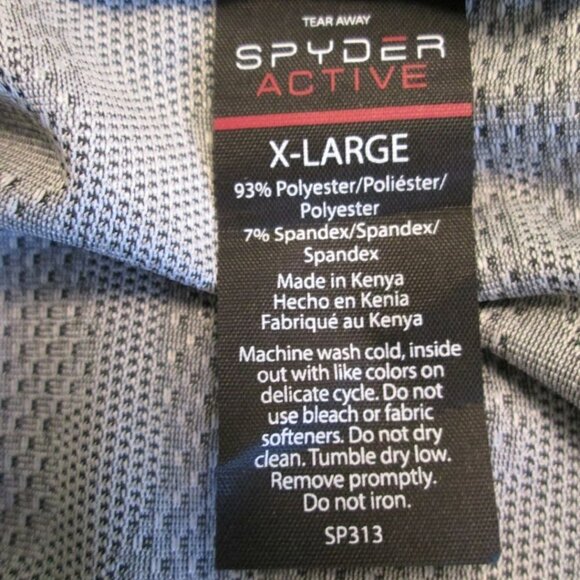 TEAR AWAY
SPYDER
ACTIVE
X-LARGE
93% Polyester/Poliéster/
Polyester
7% Spandex/Spandex/
Spandex
Made in Kenya
Hecho en Kenia
Fabriqué au Kenya
Machine wash cold, inside
out with like colors on
delicate cycle. Do not
use bleach or fabric
softeners. Do not dry
clean. Tumble dry low.
Remove promptly.
Do not iron.
SP313